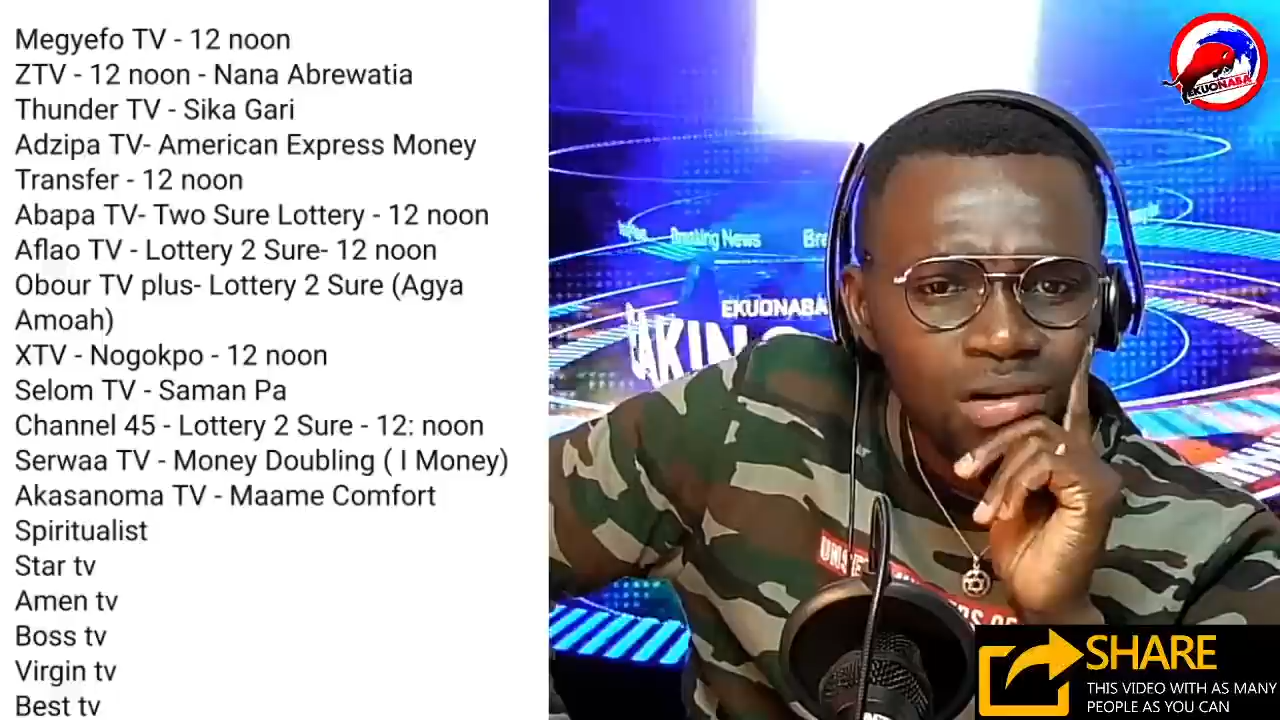 Megyefo TV - 12 noon
ZTV - 12 noon - Nana Abrewatia
Thunder TV - Sika Gari
Adzipa TV- American Express Money
Transfer - 12 noon
Abapa TV- Two Sure Lottery - 12 noon
Aflao TV - Lottery 2 Sure- 12 noon
Obour TV plus- Lottery 2 Sure (Agya
Amoah)
XTV - Nogokpo - 12 noon
Selom TV - Saman Pa
Channel 45 - Lottery 2 Sure - 12: noon
Serwaa TV - Money Doubling ( I Money)
Akasanoma TV - Maame Comfort
Spiritualist
Star tv
Amen tv
Boss tv
Virgin tv
Best tv
EKUONABA
Breaking News
EKUONABA
SHARE
THIS VIDEO WITH AS MANY
PEOPLE AS YOU CAN